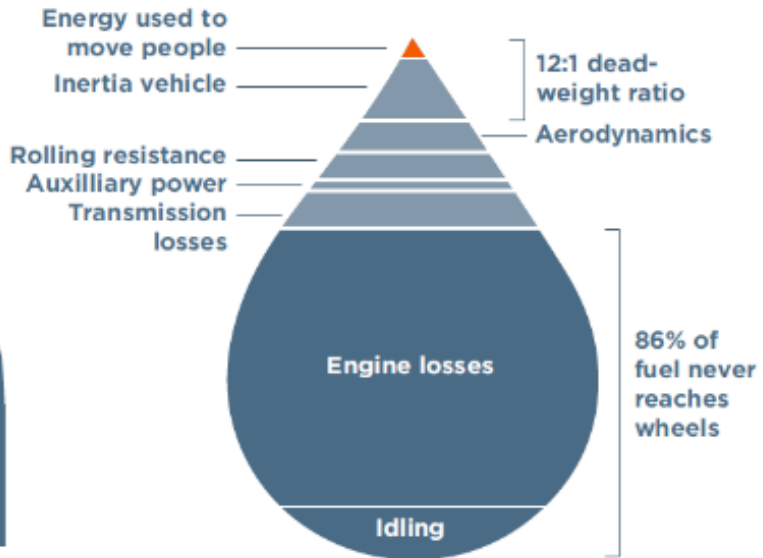 Energy used to
move people
Inertia vehicle
12:1 dead-
weight ratio
Aerodynamics
Rolling resistance
Auxilliary power
Transmission
losses
Engine losses
86% of
fuel never
reaches
wheels
Idling